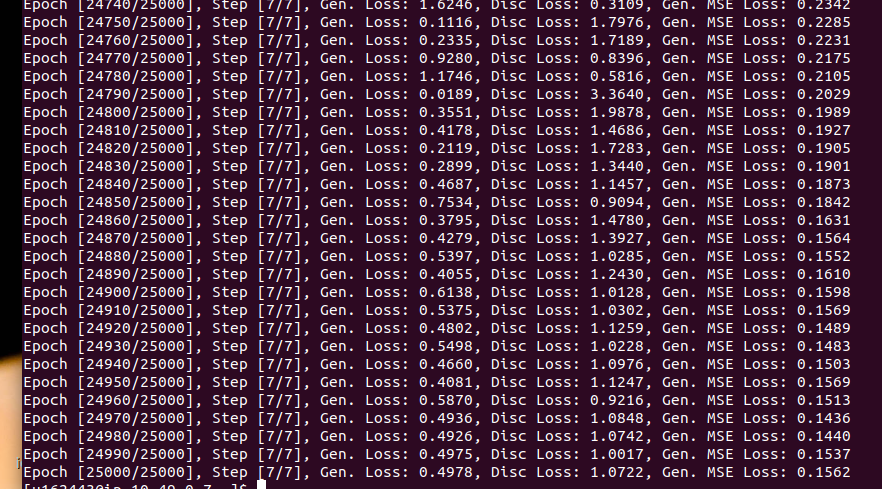 Epoch [24740/25000], Step [7/7], Gen. Loss: 1.6246, Disc Loss: 0.3109, Gen. MSE Loss: 0.2342
Epoch [24750/25000], Step [7/7], Gen. Loss: 0.1116, Disc Loss: 1.7976, Gen. MSE Loss: 0.2285
Epoch [24760/25000], Step [7/7], Gen. Loss: 0.2335, Disc Loss: 1.7189, Gen. MSE Loss: 0.2231
Epoch [24770/25000], Step [7/7], Gen. Loss: 0.9280, Disc Loss: 0.8396, Gen. MSE Loss: 0.2175
Epoch [24780/25000], Step [7/7], Gen. Loss: 1.1746, Disc Loss: 0.5816, Gen. MSE Loss: 0.2105
Epoch [24790/25000], Step [7/7], Gen. Loss: 0.0189, Disc Loss: 3.3640, Gen. MSE Loss: 0.2029
Epoch [24800/25000], Step [7/7], Gen. Loss: 0.3551, Disc Loss: 1.9878, Gen. MSE Loss: 0.1989
Epoch [24810/25000], Step [7/7], Gen. Loss: 0.4178, Disc Loss: 1.4686, Gen. MSE Loss: 0.1927
Epoch [24820/25000], Step [7/7], Gen. Loss: 0.2119, Disc Loss: 1.7283, Gen. MSE Loss: 0.1905
Epoch [24830/25000], Step [7/7], Gen. Loss: 0.2899, Disc Loss: 1.3440, Gen. MSE Loss: 0.1901
Epoch [24840/25000], Step [7/7], Gen. Loss: 0.4687, Disc Loss: 1.1457, Gen. MSE Loss: 0.1873
Epoch [24850/25000], Step [7/7], Gen. Loss: 0.7534, Disc Loss: 0.9094, Gen. MSE Loss: 0.1842
Epoch [24860/25000], Step [7/7], Gen. Loss: 0.3795, Disc Loss: 1.4780, Gen. MSE Loss: 0.1631
Epoch [24870/25000], Step [7/7], Gen. Loss: 0.4279, Disc Loss: 1.3927, Gen. MSE Loss: 0.1564
Epoch [24880/25000], Step [7/7], Gen. Loss: 0.5397, Disc Loss: 1.0285, Gen. MSE Loss: 0.1552
Epoch [24890/25000], Step [7/7], Gen. Loss: 0.4055, Disc Loss: 1.2430, Gen. MSE Loss: 0.1610
Epoch [24900/25000], Step [7/7], Gen. Loss: 0.6138, Disc Loss: 1.0128, Gen. MSE Loss: 0.1598
Epoch [24910/25000], Step [7/7], Gen. Loss: 0.5375, Disc Loss: 1.0302, Gen. MSE Loss: 0.1569
Epoch [24920/25000], Step [7/7], Gen. Loss: 0.4802, Disc Loss: 1.1259, Gen. MSE Loss: 0.1489
Epoch [24930/25000], Step [7/7], Gen. Loss: 0.5498, Disc Loss: 1.0228, Gen. MSE Loss: 0.1483
Epoch [24940/25000], Step [7/7], Gen. Loss: 0.4660, Disc Loss: 1.0976, Gen. MSE Loss: 0.1503
Epoch [24950/25000], Step [7/7], Gen. Loss: 0.4081, Disc Loss: 1.1247, Gen. MSE Loss: 0.1569
Epoch [24960/25000], Step [7/7], Gen. Loss: 0.5870, Disc Loss: 0.9216, Gen. MSE Loss: 0.1513
Epoch [24970/25000], Step [7/7], Gen. Loss: 0.4936, Disc Loss: 1.0848, Gen. MSE Loss: 0.1436
Epoch [24980/25000], Step [7/7], Gen. Loss: 0.4926, Disc Loss: 1.0742, Gen. MSE Loss: 0.1440
Epoch [24990/25000], Step [7/7], Gen. Loss: 0.4975, Disc Loss: 1.0017, Gen. MSE Loss: 0.1537
Epoch [25000/25000], Step [7/7], Gen. Loss: 0.4978, Disc Loss: 1.0722, Gen. MSE Loss: 0.1562